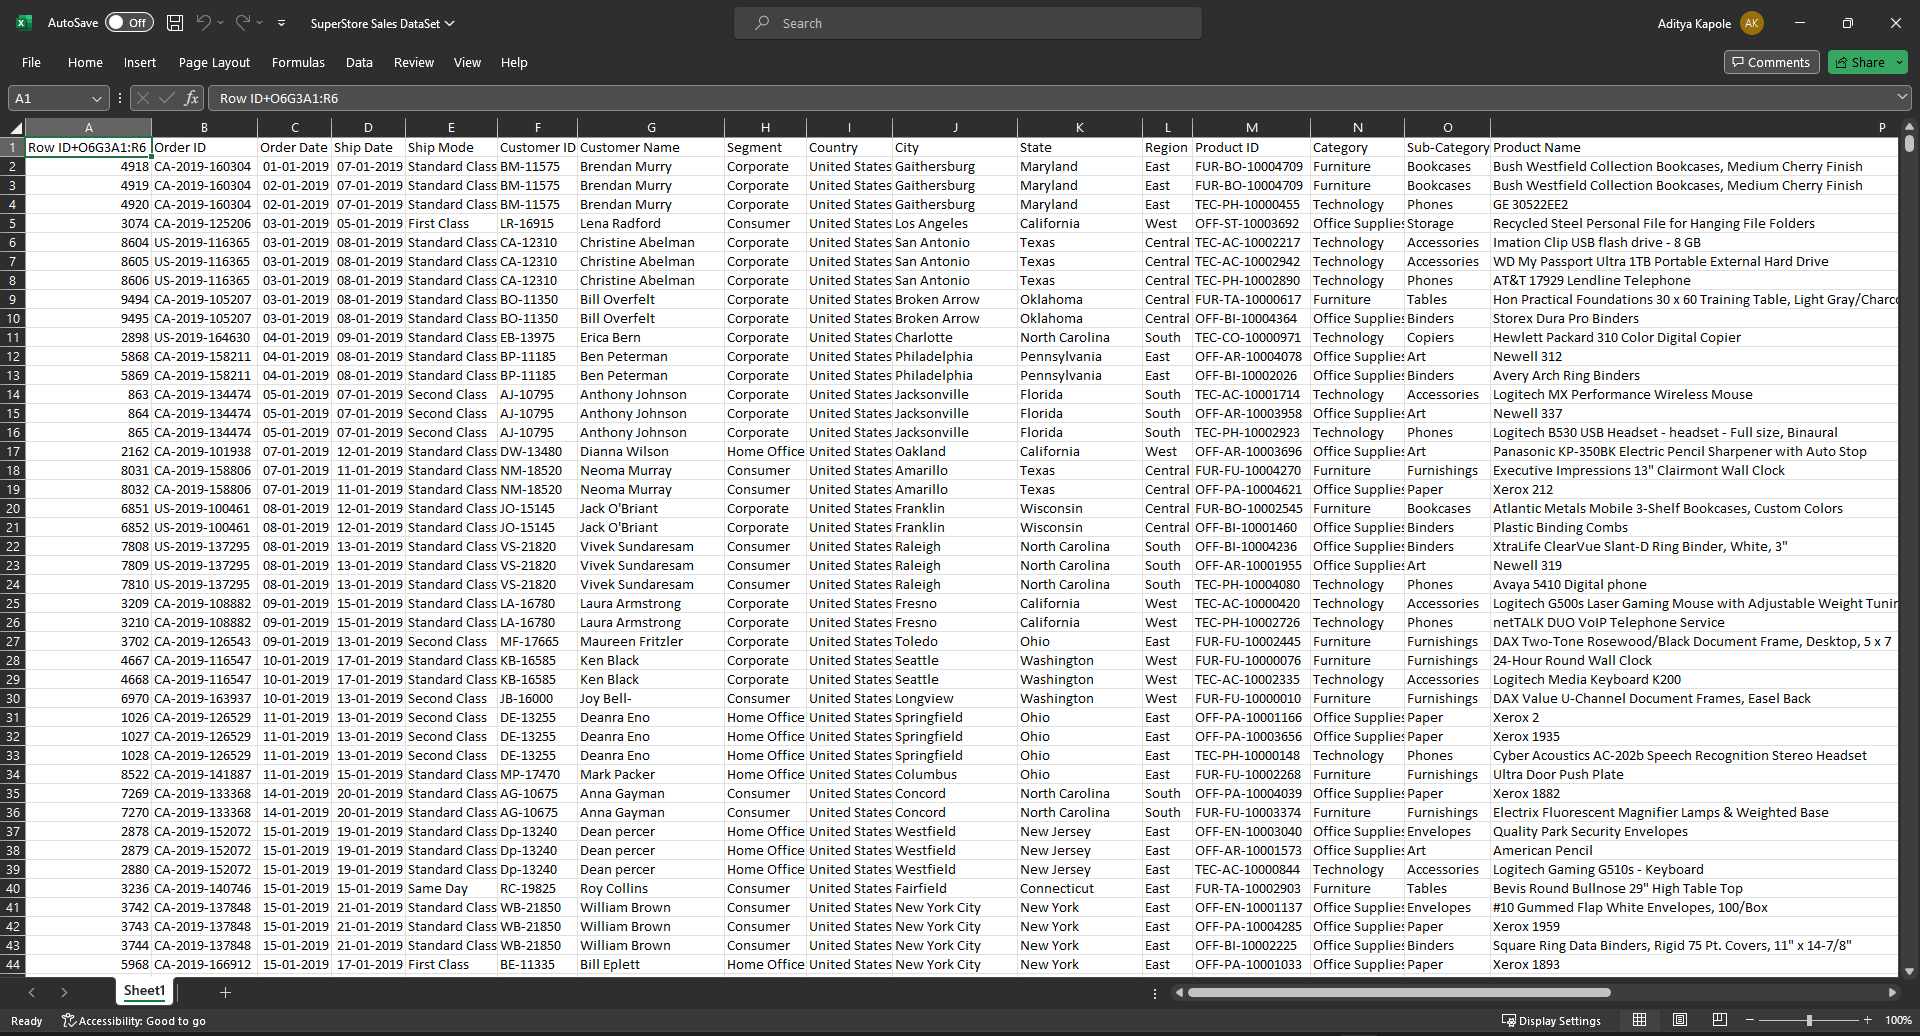 AutoSave Off SuperStore Sales DataSet Search Aditya Kapole AK
File Home Insert Page Layout Formulas Data Review View Help Comments Share
A1 fx Row ID+O6G3A1:R6
A B C D E F G H I J K L M N O P
1 Row ID+O6G3A1:R6 Order ID Order Date Ship Date Ship Mode Customer ID Customer Name Segment Country City State Region Product ID Category Sub-Category Product Name
2 4918 CA-2019-160304 01-01-2019 07-01-2019 Standard Class BM-11575 Brendan Murry Corporate United States Gaithersburg Maryland East FUR-BO-10004709 Furniture Bookcases Bush Westfield Collection Bookcases, Medium Cherry Finish
3 4919 CA-2019-160304 02-01-2019 07-01-2019 Standard Class BM-11575 Brendan Murry Corporate United States Gaithersburg Maryland East FUR-BO-10004709 Furniture Bookcases Bush Westfield Collection Bookcases, Medium Cherry Finish
4 4920 CA-2019-160304 02-01-2019 07-01-2019 Standard Class BM-11575 Brendan Murry Corporate United States Gaithersburg Maryland East TEC-PH-10000455 Technology Phones GE 30522EE2
5 3074 CA-2019-125206 03-01-2019 05-01-2019 First Class LR-16915 Lena Radford Consumer United States Los Angeles California West OFF-ST-10003692 Office Supplies Storage Recycled Steel Personal File for Hanging File Folders
6 8604 US-2019-116365 03-01-2019 08-01-2019 Standard Class CA-12310 Christine Abelman Corporate United States San Antonio Texas Central TEC-AC-10002217 Technology Accessories Imation Clip USB flash drive - 8 GB
7 8605 US-2019-116365 03-01-2019 08-01-2019 Standard Class CA-12310 Christine Abelman Corporate United States San Antonio Texas Central TEC-AC-10002942 Technology Accessories WD My Passport Ultra 1TB Portable External Hard Drive
8 8606 US-2019-116365 03-01-2019 08-01-2019 Standard Class CA-12310 Christine Abelman Corporate United States San Antonio Texas Central TEC-PH-10002890 Technology Phones AT&T 17929 Lendline Telephone
9 9494 CA-2019-105207 03-01-2019 08-01-2019 Standard Class BO-11350 Bill Overfelt Corporate United States Broken Arrow Oklahoma Central FUR-TA-10000617 Furniture Tables Hon Practical Foundations 30 x 60 Training Table, Light Gray/Charco
10 9495 CA-2019-105207 03-01-2019 08-01-2019 Standard Class BO-11350 Bill Overfelt Corporate United States Broken Arrow Oklahoma Central OFF-BI-10004364 Office Supplies Binders Storex Dura Pro Binders
11 2898 US-2019-164630 04-01-2019 09-01-2019 Standard Class EB-13975 Erica Bern Corporate United States Charlotte North Carolina South TEC-CO-10000971 Technology Copiers Hewlett Packard 310 Color Digital Copier
12 5868 CA-2019-158211 04-01-2019 08-01-2019 Standard Class BP-11185 Ben Peterman Corporate United States Philadelphia Pennsylvania East OFF-AR-10004078 Office Supplies Art Newell 312
13 5869 CA-2019-158211 04-01-2019 08-01-2019 Standard Class BP-11185 Ben Peterman Corporate United States Philadelphia Pennsylvania East OFF-BI-10002026 Office Supplies Binders Avery Arch Ring Binders
14 863 CA-2019-134474 05-01-2019 07-01-2019 Second Class AJ-10795 Anthony Johnson Corporate United States Jacksonville Florida South TEC-AC-10001714 Technology Accessories Logitech MX Performance Wireless Mouse
15 864 CA-2019-134474 05-01-2019 07-01-2019 Second Class AJ-10795 Anthony Johnson Corporate United States Jacksonville Florida South OFF-AR-10003958 Office Supplies Art Newell 337
16 865 CA-2019-134474 05-01-2019 07-01-2019 Second Class AJ-10795 Anthony Johnson Corporate United States Jacksonville Florida South TEC-PH-10002923 Technology Phones Logitech B530 USB Headset - headset - Full size, Binaural
17 2162 CA-2019-101938 07-01-2019 12-01-2019 Standard Class DW-13480 Dianna Wilson Home Office United States Oakland California West OFF-AR-10003696 Office Supplies Art Panasonic KP-350BK Electric Pencil Sharpener with Auto Stop
18 8031 CA-2019-158806 07-01-2019 11-01-2019 Standard Class NM-18520 Neoma Murray Consumer United States Amarillo Texas Central FUR-FU-10004270 Furniture Furnishings Executive Impressions 13" Clairmont Wall Clock
19 8032 CA-2019-158806 07-01-2019 11-01-2019 Standard Class NM-18520 Neoma Murray Consumer United States Amarillo Texas Central OFF-PA-10004621 Office Supplies Paper Xerox 212
20 6851 US-2019-100461 08-01-2019 12-01-2019 Standard Class JO-15145 Jack O'Briant Corporate United States Franklin Wisconsin Central FUR-BO-10002545 Furniture Bookcases Atlantic Metals Mobile 3-Shelf Bookcases, Custom Colors
21 6852 US-2019-100461 08-01-2019 12-01-2019 Standard Class JO-15145 Jack O'Briant Corporate United States Franklin Wisconsin Central OFF-BI-10001460 Office Supplies Binders Plastic Binding Combs
22 7808 US-2019-137295 08-01-2019 13-01-2019 Standard Class VS-21820 Vivek Sundaresam Consumer United States Raleigh North Carolina South OFF-BI-10004236 Office Supplies Binders XtraLife ClearVue Slant-D Ring Binder, White, 3"
23 7809 US-2019-137295 08-01-2019 13-01-2019 Standard Class VS-21820 Vivek Sundaresam Consumer United States Raleigh North Carolina South OFF-AR-10001955 Office Supplies Art Newell 319
24 7810 US-2019-137295 08-01-2019 13-01-2019 Standard Class VS-21820 Vivek Sundaresam Consumer United States Raleigh North Carolina South TEC-PH-10004080 Technology Phones Avaya 5410 Digital phone
25 3209 CA-2019-108882 09-01-2019 15-01-2019 Standard Class LA-16780 Laura Armstrong Corporate United States Fresno California West TEC-AC-10000420 Technology Accessories Logitech G500s Laser Gaming Mouse with Adjustable Weight Tunin
26 3210 CA-2019-108882 09-01-2019 15-01-2019 Standard Class LA-16780 Laura Armstrong Corporate United States Fresno California West TEC-PH-10002726 Technology Phones netTALK DUO VoIP Telephone Service
27 3702 CA-2019-126543 09-01-2019 13-01-2019 Second Class MF-17665 Maureen Fritzler Corporate United States Toledo Ohio East FUR-FU-10002445 Furniture Furnishings DAX Two-Tone Rosewood/Black Document Frame, Desktop, 5 x 7
28 4667 CA-2019-116547 10-01-2019 17-01-2019 Standard Class KB-16585 Ken Black Corporate United States Seattle Washington West FUR-FU-10000076 Furniture Furnishings 24-Hour Round Wall Clock
29 4668 CA-2019-116547 10-01-2019 17-01-2019 Standard Class KB-16585 Ken Black Corporate United States Seattle Washington West TEC-AC-10002335 Technology Accessories Logitech Media Keyboard K200
30 6970 CA-2019-163937 10-01-2019 13-01-2019 Second Class JB-16000 Joy Bell- Consumer United States Longview Washington West FUR-FU-10000010 Furniture Furnishings DAX Value U-Channel Document Frames, Easel Back
31 1026 CA-2019-126529 11-01-2019 13-01-2019 Second Class DE-13255 Deanra Eno Home Office United States Springfield Ohio East OFF-PA-10001166 Office Supplies Paper Xerox 2
32 1027 CA-2019-126529 11-01-2019 13-01-2019 Second Class DE-13255 Deanra Eno Home Office United States Springfield Ohio East OFF-PA-10003656 Office Supplies Paper Xerox 1935
33 1028 CA-2019-126529 11-01-2019 13-01-2019 Second Class DE-13255 Deanra Eno Home Office United States Springfield Ohio East TEC-PH-10000148 Technology Phones Cyber Acoustics AC-202b Speech Recognition Stereo Headset
34 8522 CA-2019-141887 11-01-2019 15-01-2019 Standard Class MP-17470 Mark Packer Home Office United States Columbus Ohio East FUR-FU-10002268 Furniture Furnishings Ultra Door Push Plate
35 7269 CA-2019-133368 14-01-2019 20-01-2019 Standard Class AG-10675 Anna Gayman Consumer United States Concord North Carolina South OFF-PA-10004039 Office Supplies Paper Xerox 1882
36 7270 CA-2019-133368 14-01-2019 20-01-2019 Standard Class AG-10675 Anna Gayman Consumer United States Concord North Carolina South FUR-FU-10003374 Furniture Furnishings Electrix Fluorescent Magnifier Lamps & Weighted Base
37 2878 CA-2019-152072 15-01-2019 19-01-2019 Standard Class Dp-13240 Dean percer Home Office United States Westfield New Jersey East OFF-EN-10003040 Office Supplies Envelopes Quality Park Security Envelopes
38 2879 CA-2019-152072 15-01-2019 19-01-2019 Standard Class Dp-13240 Dean percer Home Office United States Westfield New Jersey East OFF-AR-10001573 Office Supplies Art American Pencil
39 2880 CA-2019-152072 15-01-2019 19-01-2019 Standard Class Dp-13240 Dean percer Home Office United States Westfield New Jersey East TEC-AC-10000844 Technology Accessories Logitech Gaming G510s - Keyboard
40 3236 CA-2019-140746 15-01-2019 15-01-2019 Same Day RC-19825 Roy Collins Consumer United States Fairfield Connecticut East FUR-TA-10002903 Furniture Tables Bevis Round Bullnose 29" High Table Top
41 3742 CA-2019-137848 15-01-2019 21-01-2019 Standard Class WB-21850 William Brown Consumer United States New York City New York East OFF-EN-10001137 Office Supplies Envelopes #10 Gummed Flap White Envelopes, 100/Box
42 3743 CA-2019-137848 15-01-2019 21-01-2019 Standard Class WB-21850 William Brown Consumer United States New York City New York East OFF-PA-10004285 Office Supplies Paper Xerox 1959
43 3744 CA-2019-137848 15-01-2019 21-01-2019 Standard Class WB-21850 William Brown Consumer United States New York City New York East OFF-BI-10002225 Office Supplies Binders Square Ring Data Binders, Rigid 75 Pt. Covers, 11" x 14-7/8"
44 5968 CA-2019-166912 15-01-2019 17-01-2019 First Class BE-11335 Bill Eplett Home Office United States New York City New York East OFF-PA-10001033 Office Supplies Paper Xerox 1893
Sheet1
Ready Accessibility: Good to go Display Settings 100%